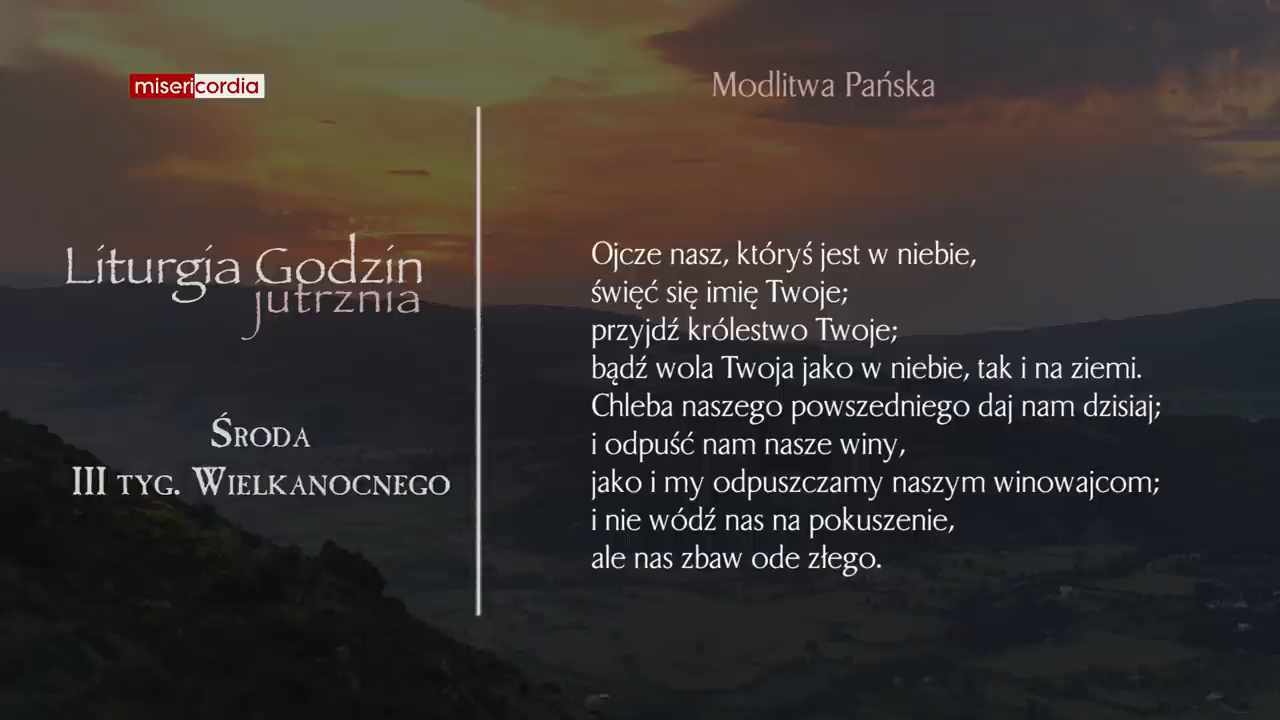 misericordia
Modlitwa Pańska
Liturgia Godzin
jutrznia
Środa
III tyg. Wielkanocnego
Ojcze nasz, któryś jest w niebie,
święć się imię Twoje;
przyjdź królestwo Twoje;
bądź wola Twoja jako w niebie, tak i na ziemi.
Chleba naszego powszedniego daj nam dzisiaj;
i odpuść nam nasze winy,
jako i my odpuszczamy naszym winowajcom;
i nie wódź nas na pokuszenie,
ale nas zbaw ode złego.